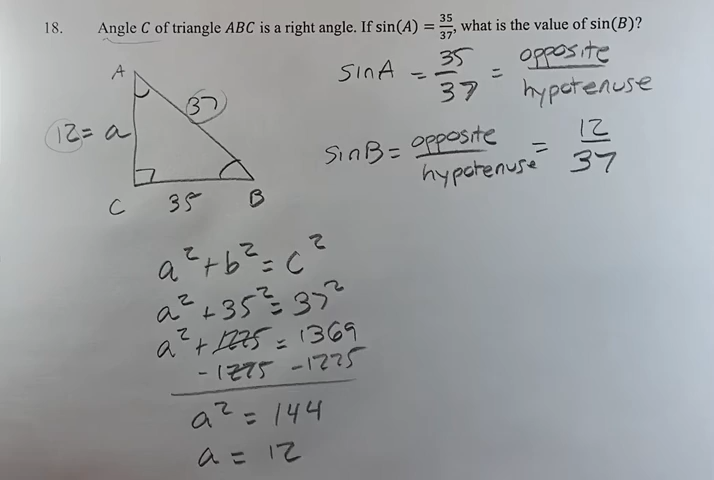 18. Angle C of triangle ABC is a right angle. If sin(A) = 35/37, what is the value of sin(B)?
A
37
12 = a
C 35 B
sin A = 35/37 = opposite/hypotenuse
sin B = opposite/hypotenuse = 12/37
a² + b² = c²
a² + 35² = 37²
a² + 1225 = 1369
- 1225 - 1225
a² = 144
a = 12